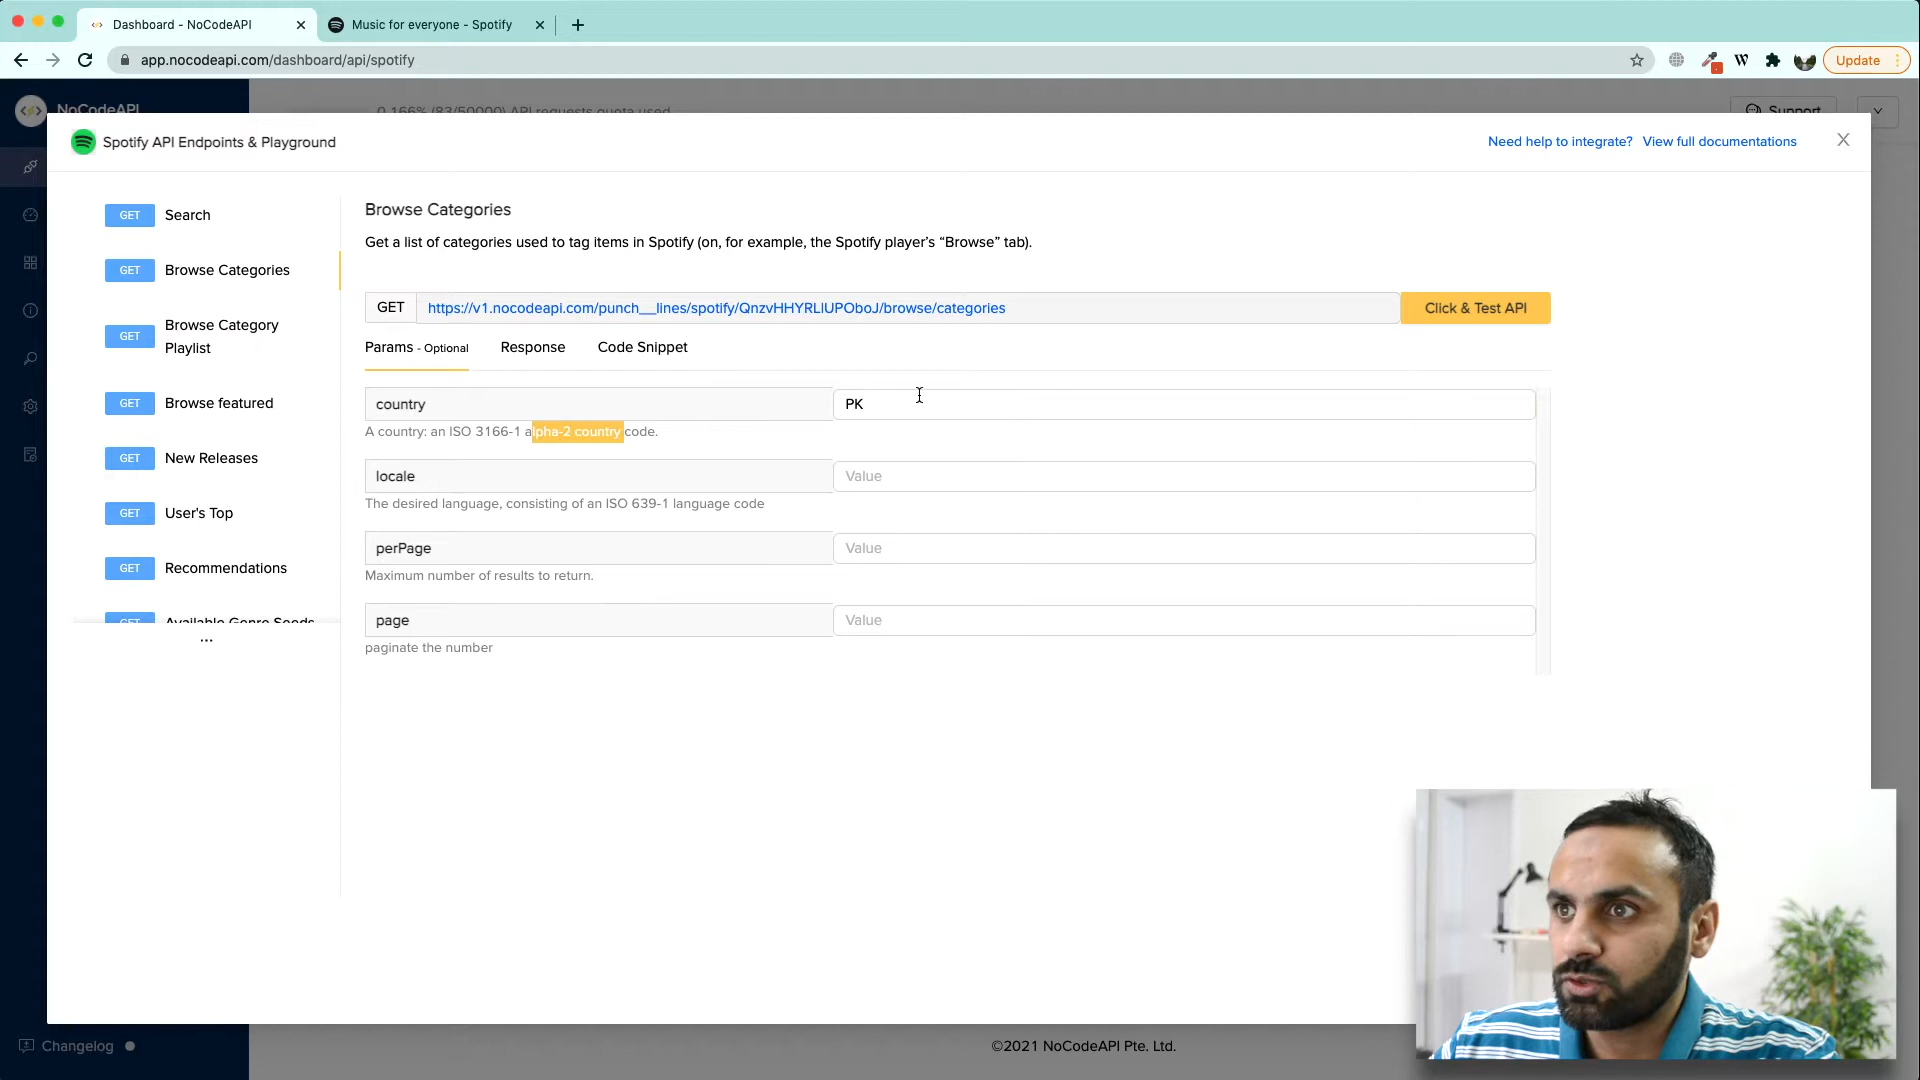 Dashboard - NoCodeAPI
Music for everyone - Spotify
app.nocodeapi.com/dashboard/api/spotify
W
Update
NoCodeAPI
0.166% (83/50000) API requests quota used
Support
Spotify API Endpoints & Playground
Need help to integrate?
View full documentations
GET Search
GET Browse Categories
GET Browse Category
Playlist
GET Browse featured
GET New Releases
GET User's Top
GET Recommendations
GET Available Genre Seeds
...
Browse Categories
Get a list of categories used to tag items in Spotify (on, for example, the Spotify player’s “Browse” tab).
GET https://v1.nocodeapi.com/punch__lines/spotify/QnzvHHYRLlUPOboJ/browse/categories
Click & Test API
Params - Optional
Response
Code Snippet
country PK
A country: an ISO 3166-1 alpha-2 country code.
locale Value
The desired language, consisting of an ISO 639-1 language code
perPage Value
Maximum number of results to return.
page Value
paginate the number
Changelog
©2021 NoCodeAPI Pte. Ltd.